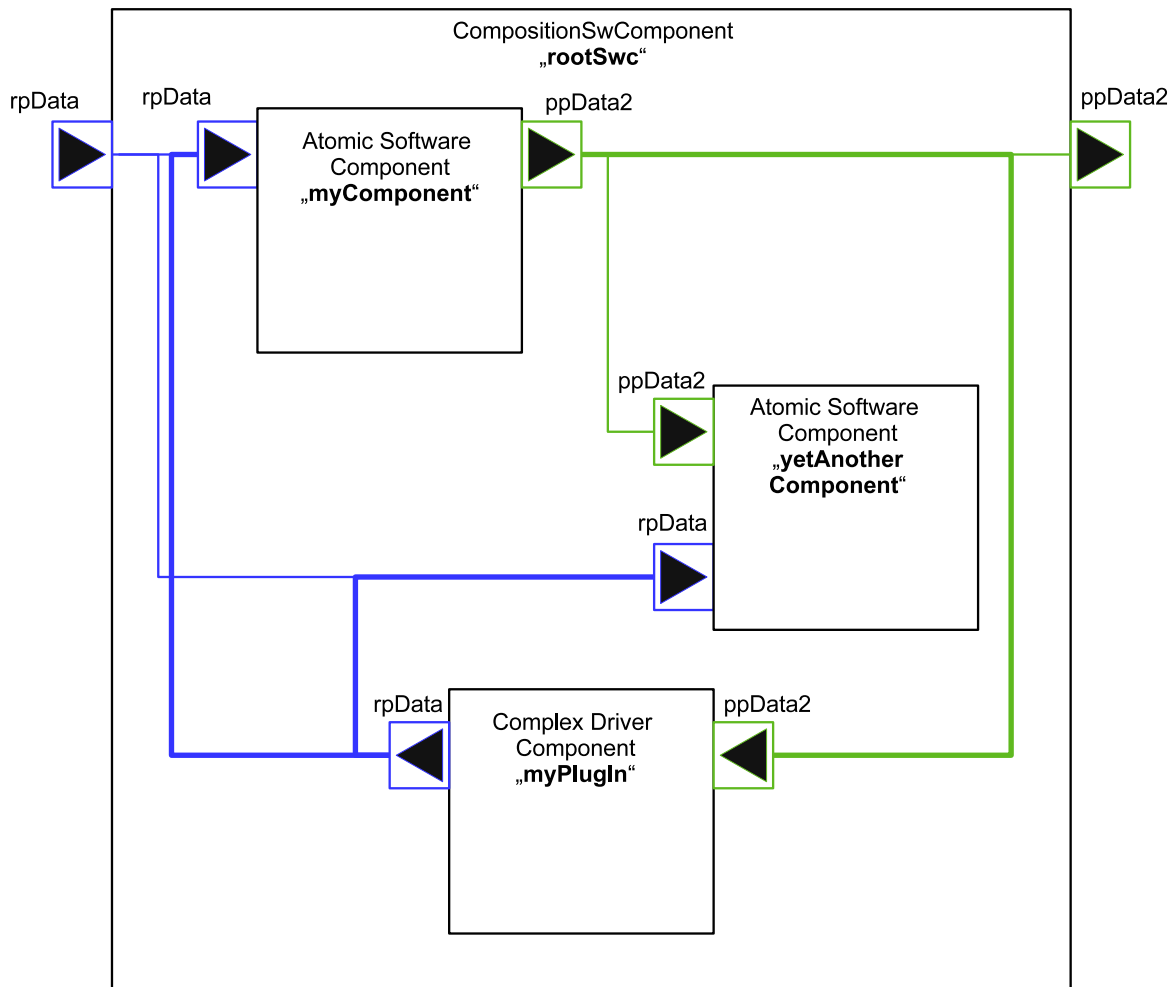 CompositionSwComponent
„rootSwc“
rpData
rpData
ppData2
ppData2
Atomic Software
Component
„myComponent“
ppData2
Atomic Software
Component
„yetAnother
Component“
rpData
rpData
Complex Driver
Component
„myPlugIn“
ppData2